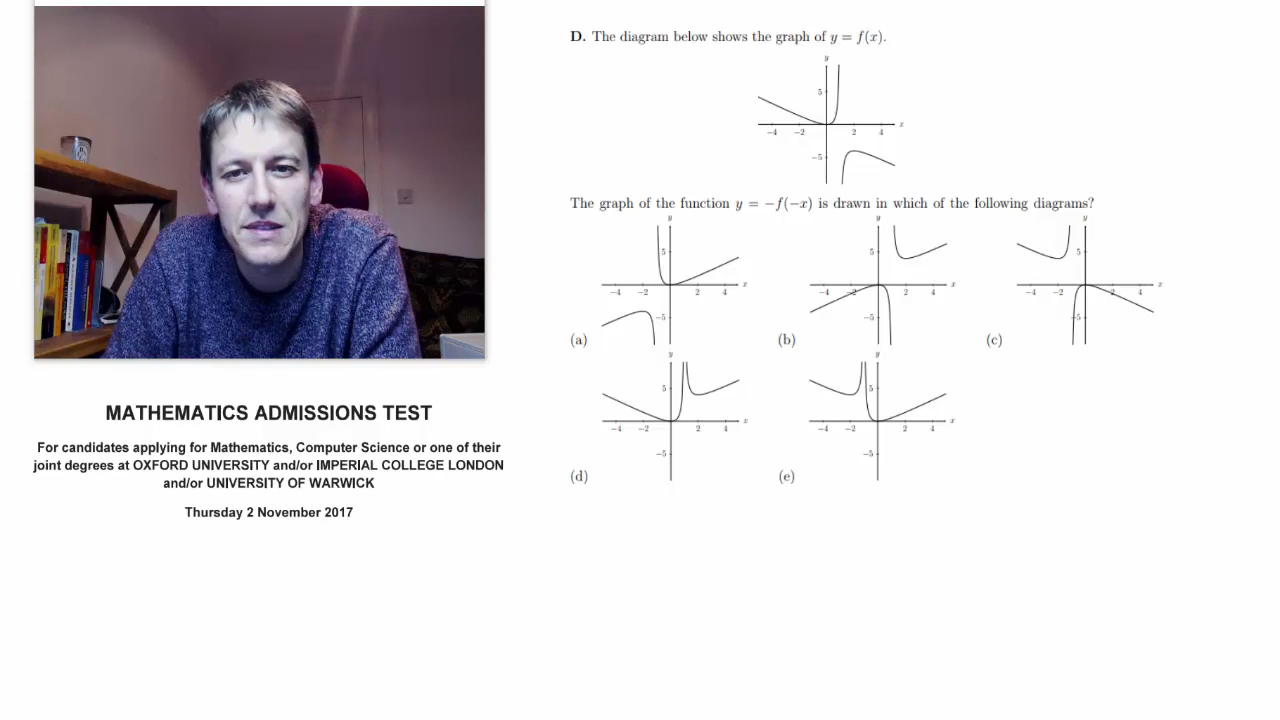 D. The diagram below shows the graph of y = f(x).
y
5
−4 −2 2 4 x
−5
The graph of the function y = −f(−x) is drawn in which of the following diagrams?
y y y
5 5 5
−4 −2 2 4 x −4 −2 2 4 x −4 −2 2 4 x
−5 −5 −5
(a) (b) (c)
y y
5 5
−4 −2 2 4 x −4 −2 2 4 x
−5 −5
(d) (e)
MATHEMATICS ADMISSIONS TEST
For candidates applying for Mathematics, Computer Science or one of their
joint degrees at OXFORD UNIVERSITY and/or IMPERIAL COLLEGE LONDON
and/or UNIVERSITY OF WARWICK
Thursday 2 November 2017